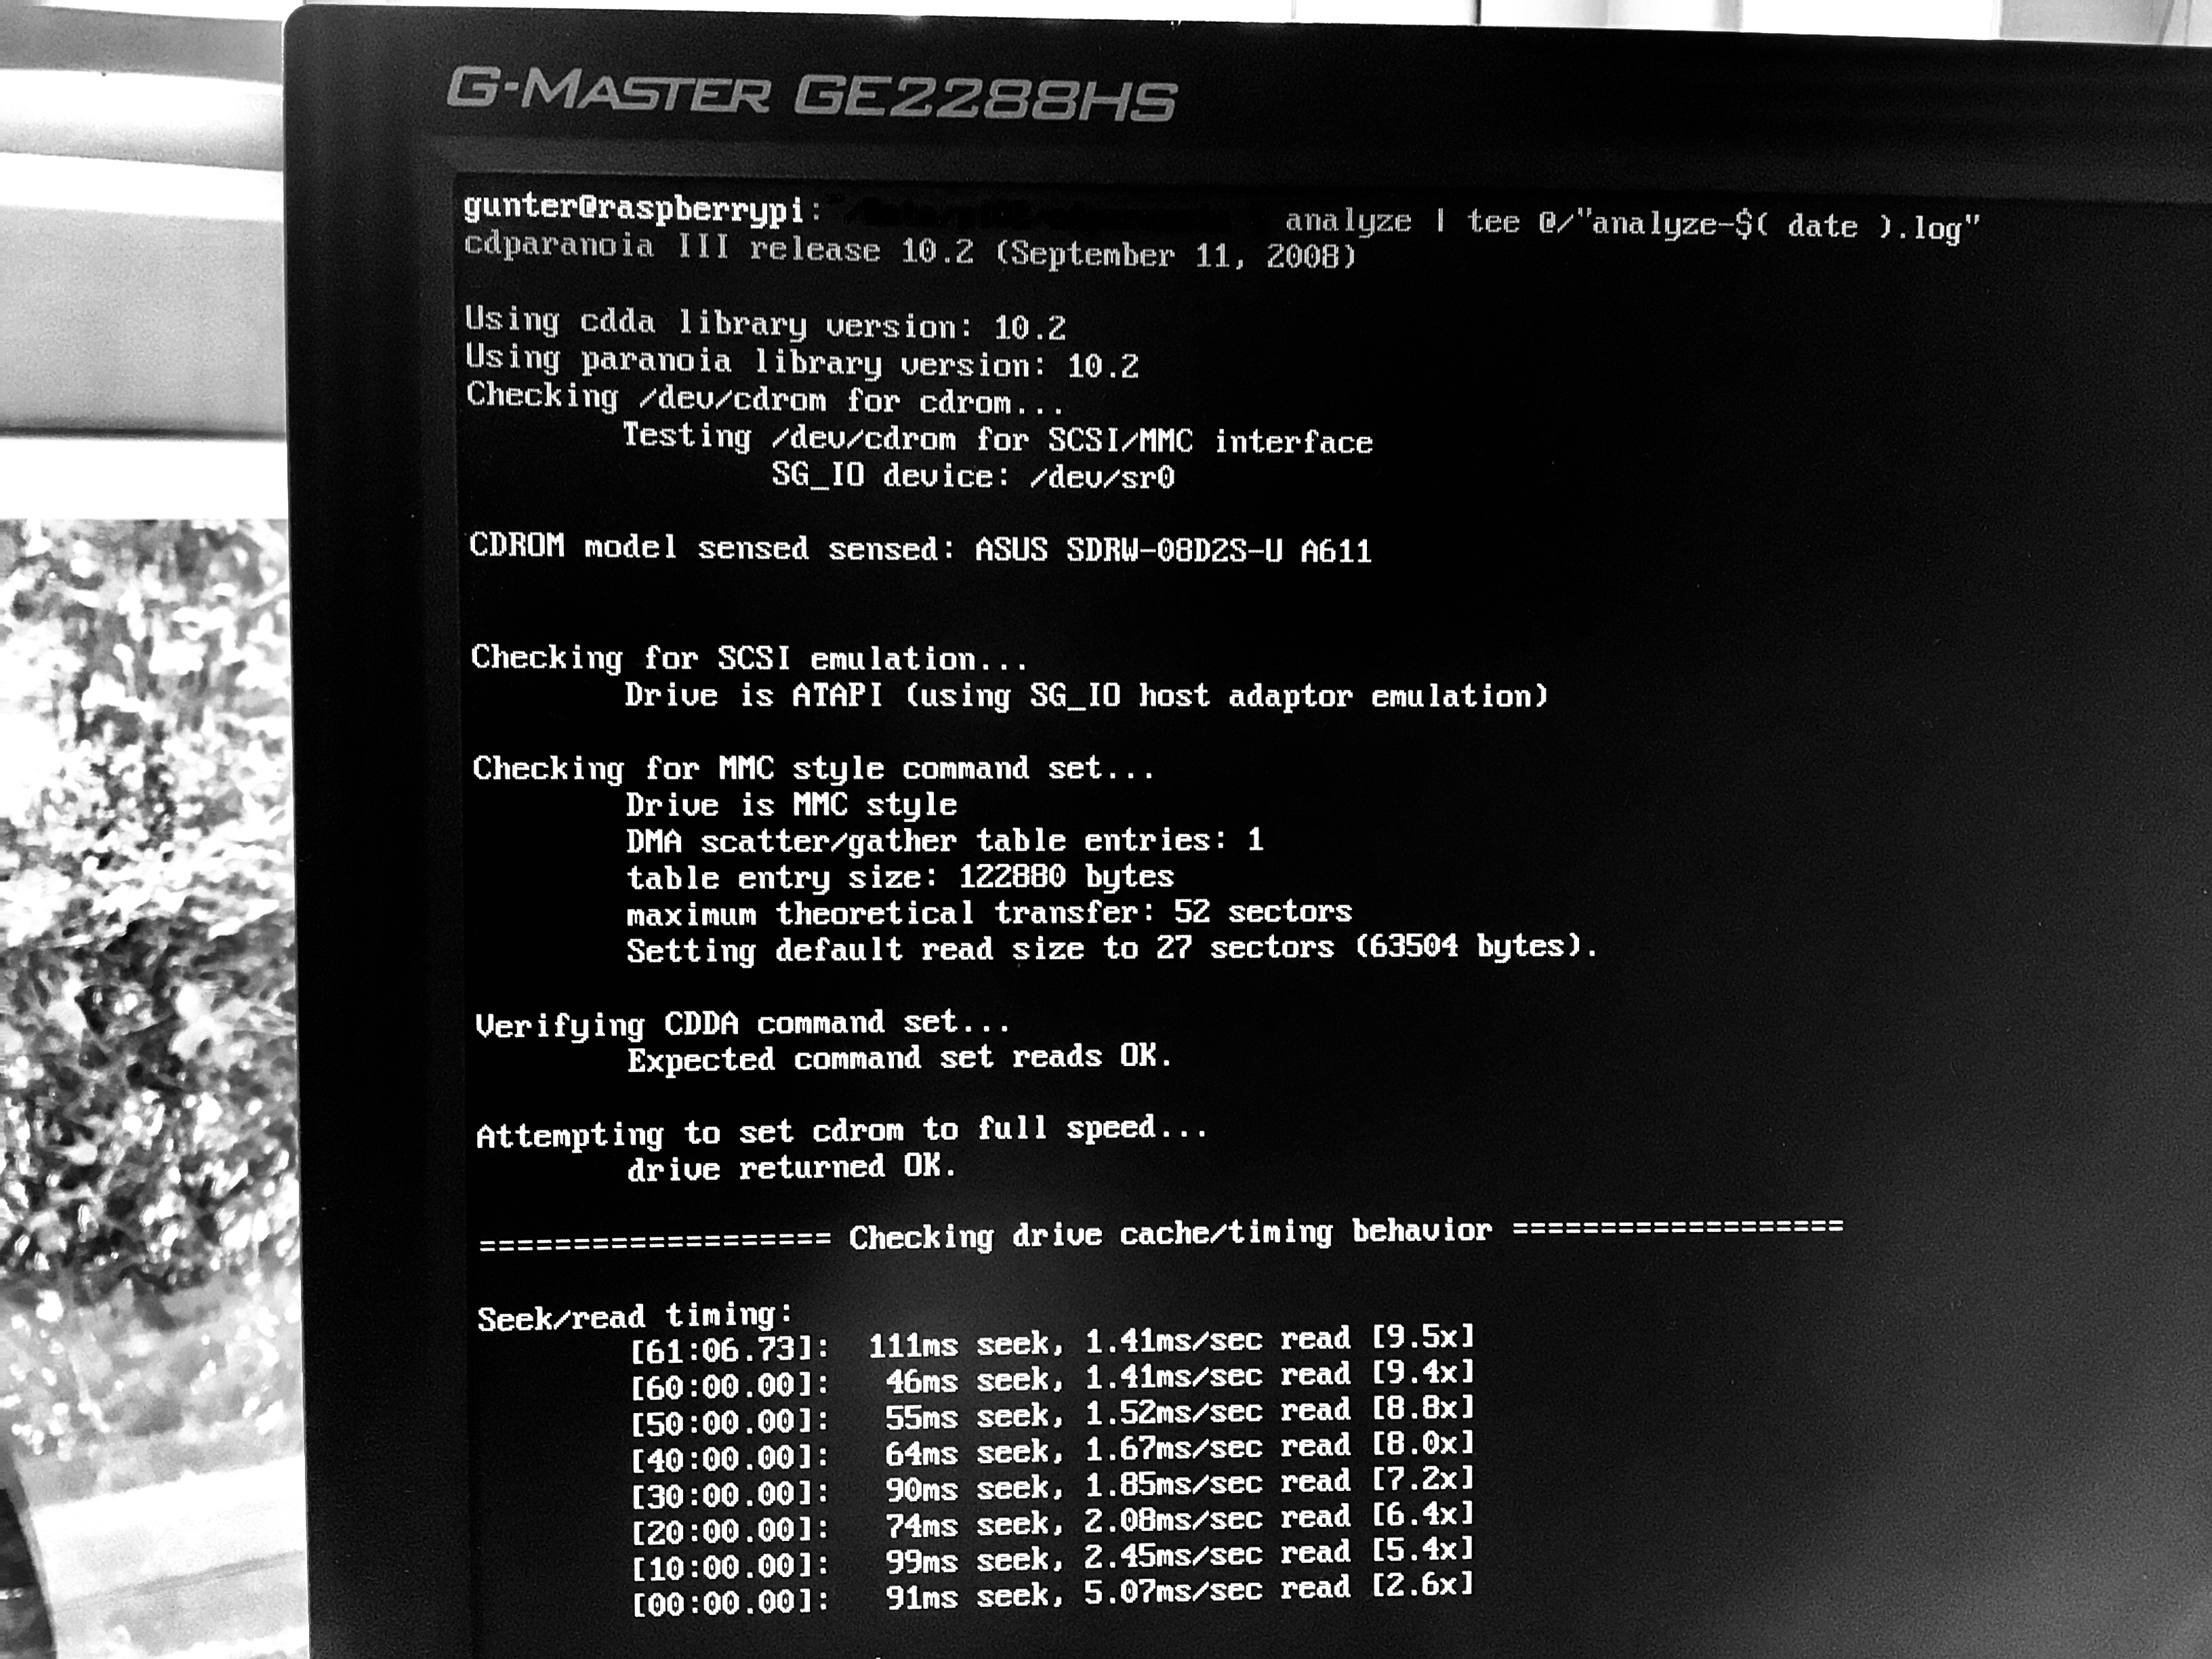 G-MASTER GE2288HS
gunter@raspberrypi: analyze | tee @/"analyze-$( date ).log"
cdparanoia III release 10.2 (September 11, 2008)
Using cdda library version: 10.2
Using paranoia library version: 10.2
Checking /dev/cdrom for cdrom...
Testing /dev/cdrom for SCSI/MMC interface
SG_IO device: /dev/sr0
CDROM model sensed sensed: ASUS SDRW-08D2S-U A611
Checking for SCSI emulation...
Drive is ATAPI (using SG_IO host adaptor emulation)
Checking for MMC style command set...
Drive is MMC style
DMA scatter/gather table entries: 1
table entry size: 122880 bytes
maximum theoretical transfer: 52 sectors
Setting default read size to 27 sectors (63504 bytes).
Verifying CDDA command set...
Expected command set reads OK.
Attempting to set cdrom to full speed...
drive returned OK.
=================== Checking drive cache/timing behavior ==================
Seek/read timing:
[61:06.73]: 111ms seek, 1.41ms/sec read [9.5x]
[60:00.00]: 46ms seek, 1.41ms/sec read [9.4x]
[50:00.00]: 55ms seek, 1.52ms/sec read [8.8x]
[40:00.00]: 64ms seek, 1.67ms/sec read [8.0x]
[30:00.00]: 90ms seek, 1.85ms/sec read [7.2x]
[20:00.00]: 74ms seek, 2.08ms/sec read [6.4x]
[10:00.00]: 99ms seek, 2.45ms/sec read [5.4x]
[00:00.00]: 91ms seek, 5.07ms/sec read [2.6x]